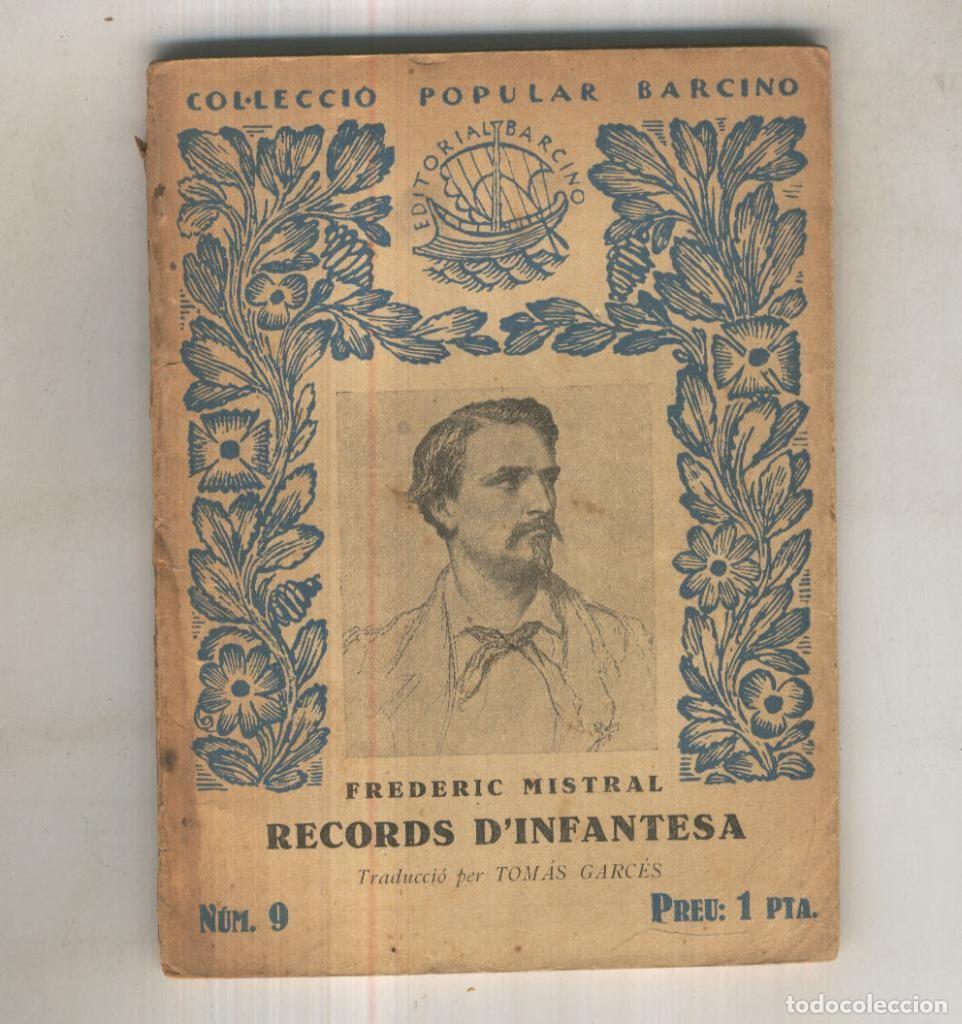 COL·LECCIÓ POPULAR BARCINO
EDITORIAL BARCINO
FREDERIC MISTRAL
RECORDS D'INFANTESA
Traducció per TOMÁS GARCÉS
NÚM. 9
PREU: 1 PTA.
todocoleccion